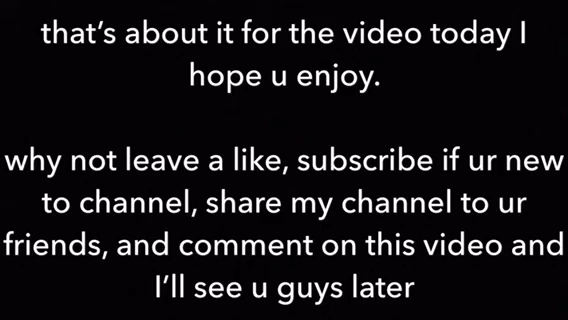 that’s about it for the video today I
hope u enjoy.
why not leave a like, subscribe if ur new
to channel, share my channel to ur
friends, and comment on this video and
I’ll see u guys later